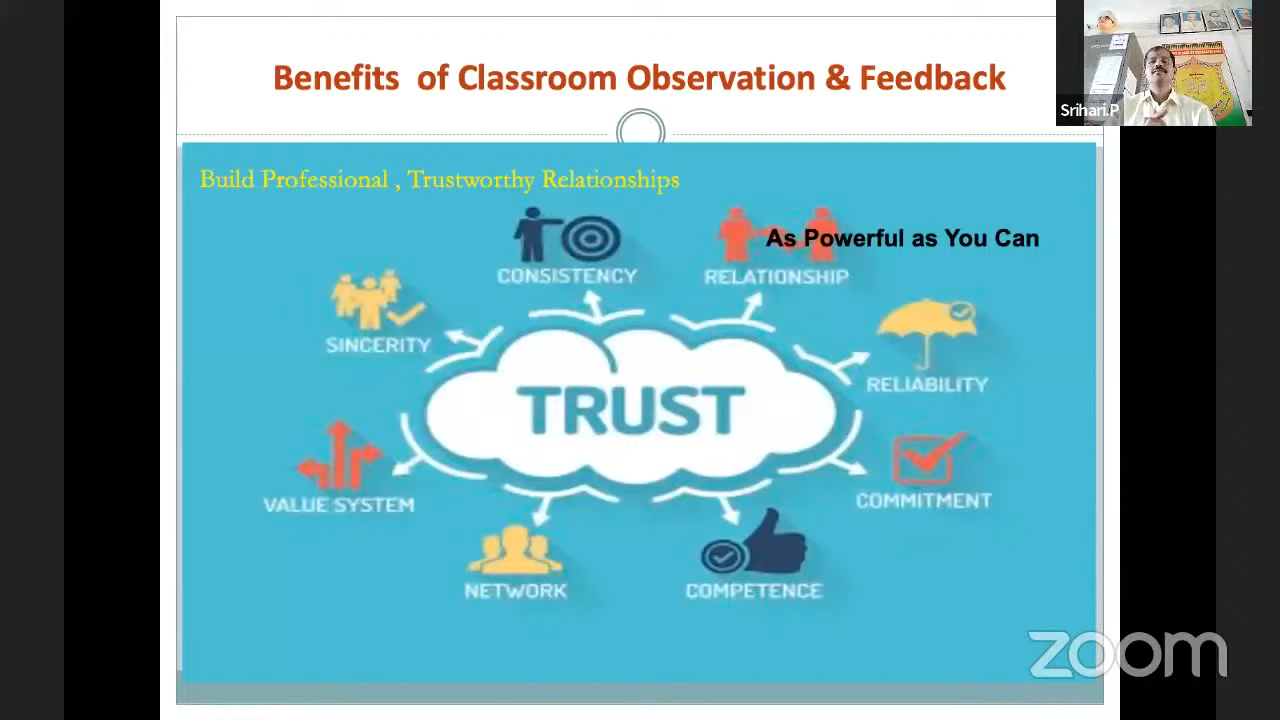 Benefits of Classroom Observation & Feedback
Srihari.P
Build Professional , Trustworthy Relationships
As Powerful as You Can
CONSISTENCY
RELATIONSHIP
SINCERITY
RELIABILITY
TRUST
VALUE SYSTEM
COMMITMENT
NETWORK
COMPETENCE
zoom